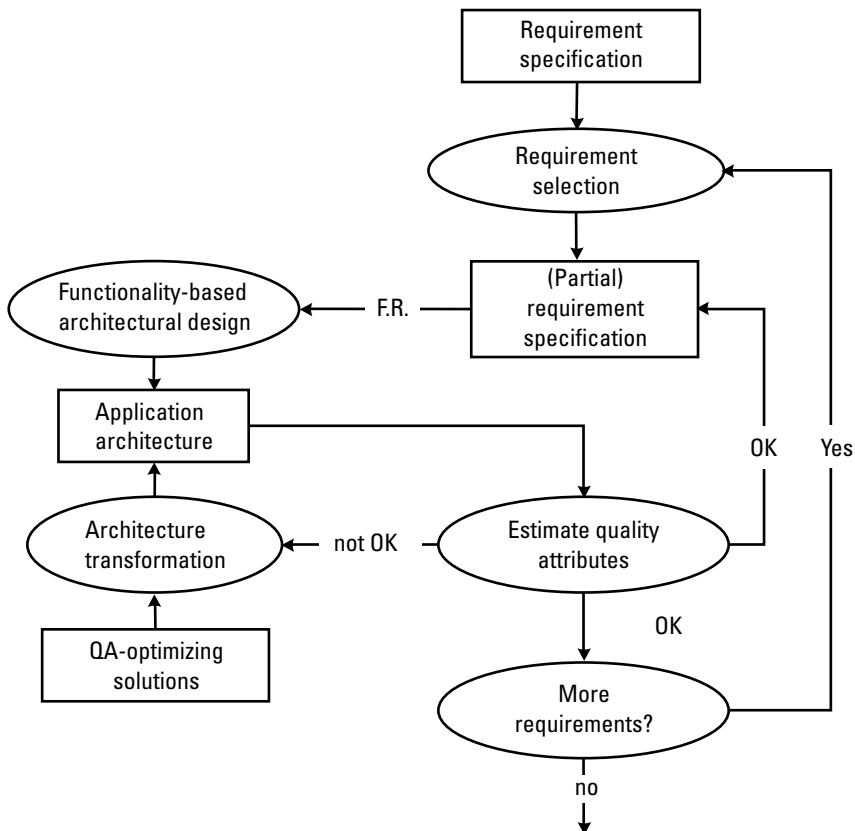 Requirement
specification
Requirement
selection
(Partial)
requirement
specification
F.R.
Functionality-based
architectural design
Application
architecture
OK
Yes
Architecture
transformation
not OK
Estimate quality
attributes
OK
QA-optimizing
solutions
More
requirements?
no